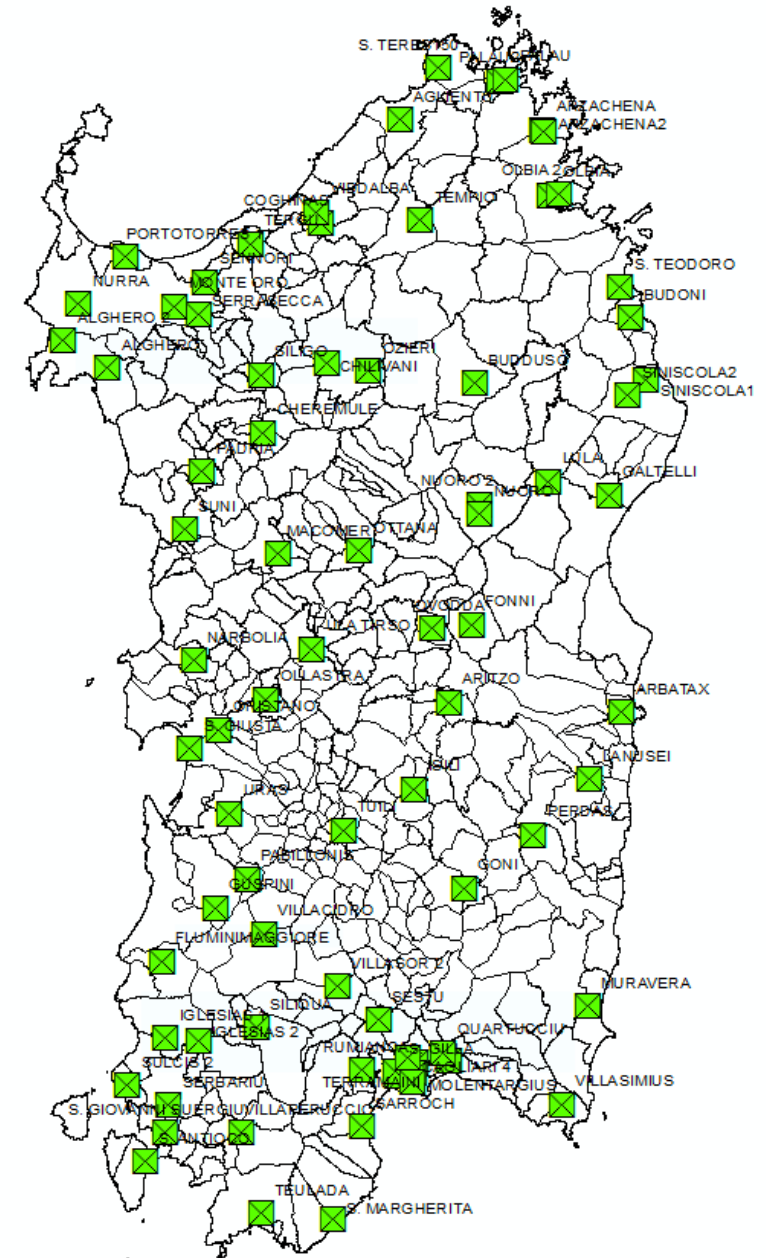 S. TERE
PALAU
AGLIENTU
ARZACHENA
ARZACHENA2
OLBIA 2
OLBIA
VIDDALBA
COGHINAS
TEMPIO
TERGU
PORTOTORRES
SENNORI
S. TEODORO
NURRA
MONTE ORO
BUDONI
SERRASECCA
ALGHERO 2
ALGHERO
SILIGO
OZIERI
CHILIVANI
BUDDUSO
SINISCOLA2
SINISCOLA1
CHEREMULE
PADRIA
LULA
GALTELLI
NUORO 2
NUORO
SUNI
MACOMER
OTTANA
OVODDA
FONNI
ULA TIRSO
NARBOLIA
OLLASTRA
ARITZO
ARBATAX
ORISTANO
S. GIUSTA
LANUSEI
ISILI
URAS
TUILI
PERDAS
PABILLONIS
GONI
GUSPINI
VILLACIDRO
FLUMINIMAGGIORE
VILLASOR 2
MURAVERA
SILIQUA
SESTU
IGLESIAS
IGLESIAS 2
QUARTUCCIU
SULCIS 2
CAGLIARI 4
SERBARIU
TERRAMAINI
MOLENTARGIUS
VILLASIMIUS
S. GIOVANNI SUERGIU
VILLAPERUCCIO
SARROCH
S. ANTIOCO
TEULADA
S. MARGHERITA